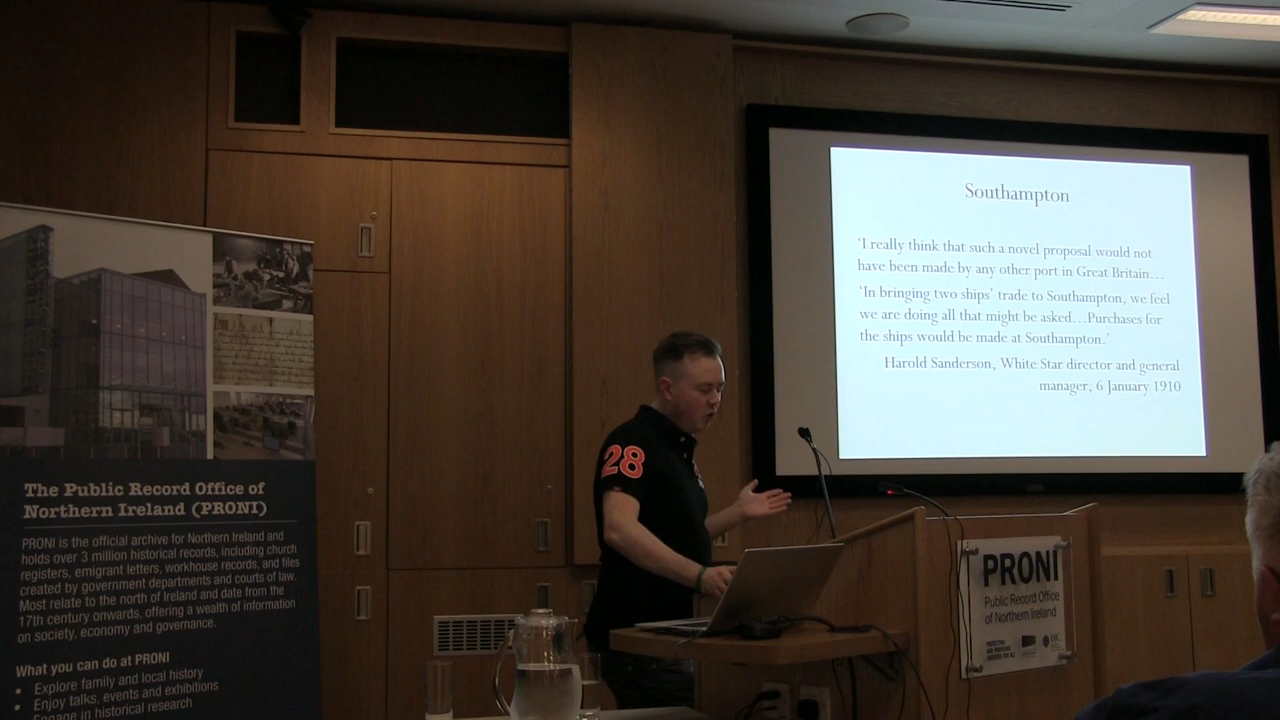 Southampton
‘I really think that such a novel proposal would not
have been made by any other port in Great Britain…
‘In bringing two ships’ trade to Southampton, we feel
we are doing all that might be asked…Purchases for
the ships would be made at Southampton.’
Harold Sanderson, White Star director and general
manager, 6 January 1910
28
The Public Record Office of
Northern Ireland (PRONI)
PRONI is the official archive for Northern Ireland and
holds over 3 million historical records, including church
registers, emigrant letters, workhouse records, and files
created by government departments and courts of law.
Most relate to the north of Ireland and date from the
17th century onwards, offering a wealth of information
on society, economy and governance.
What you can do at PRONI
• Explore family and local history
• Enjoy talks, events and exhibitions
• Engage in historical research
PRONI
Public Record Office
of Northern Ireland